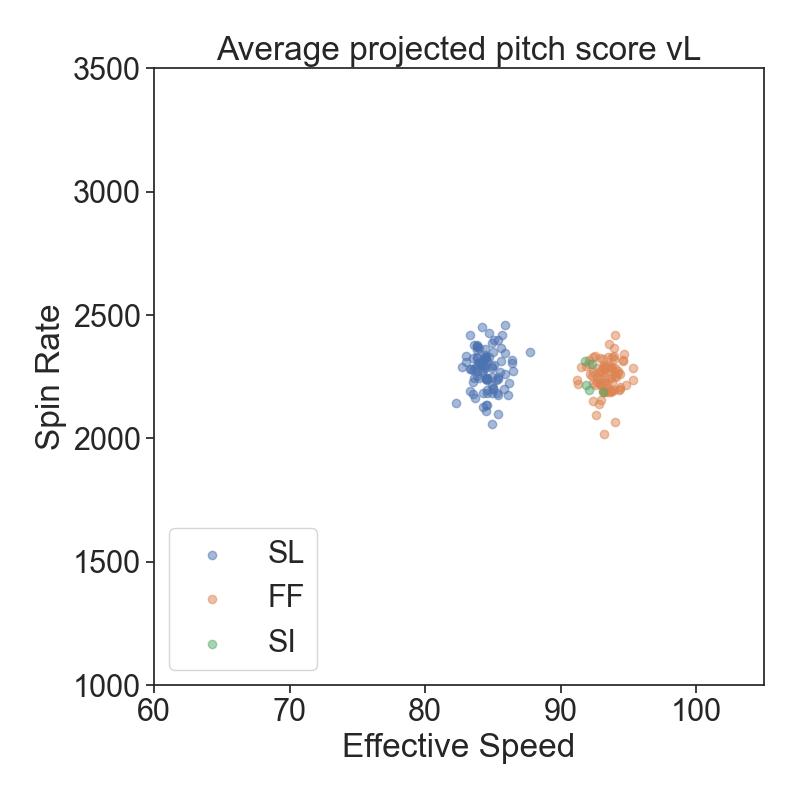 Average projected pitch score vL
3500
3000
2500
2000
1500
1000
Spin Rate
SL
FF
SI
60 70 80 90 100
Effective Speed